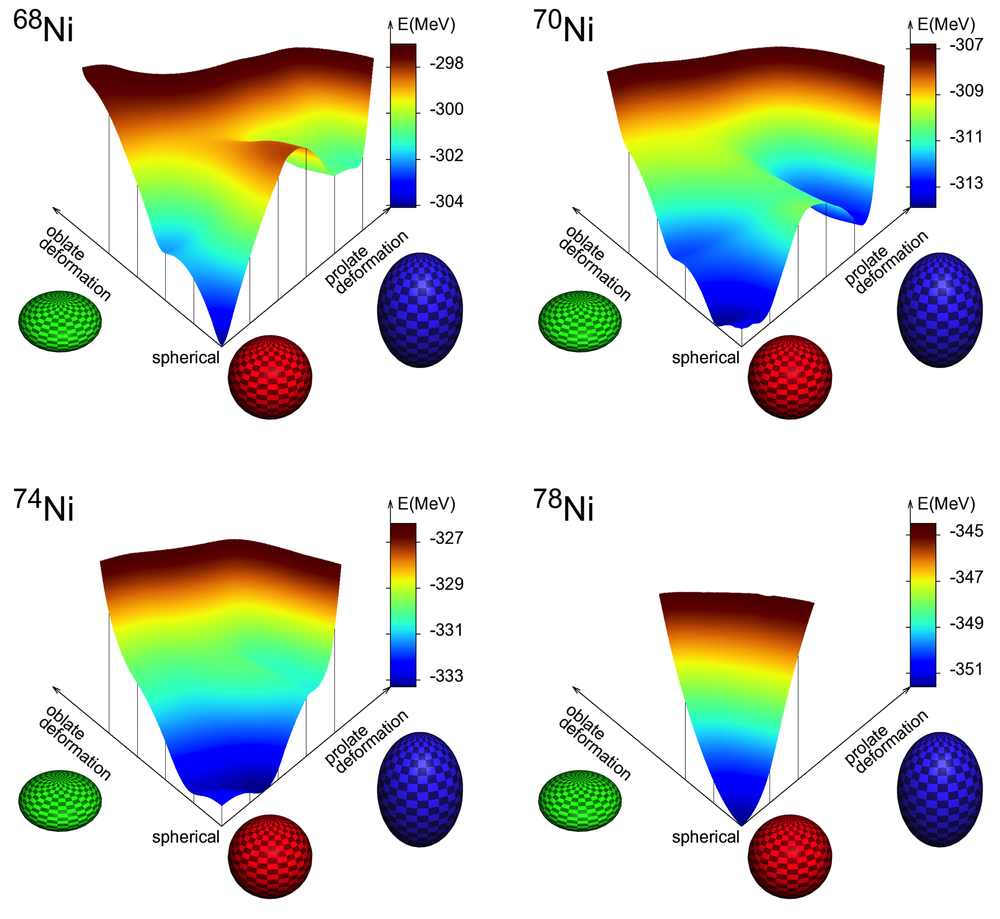 68Ni
E(MeV)
-298
-300
-302
-304
oblate
deformation
prolate
deformation
spherical
70Ni
E(MeV)
-307
-309
-311
-313
oblate
deformation
prolate
deformation
spherical
74Ni
E(MeV)
-327
-329
-331
-333
oblate
deformation
prolate
deformation
spherical
78Ni
E(MeV)
-345
-347
-349
-351
oblate
deformation
prolate
deformation
spherical